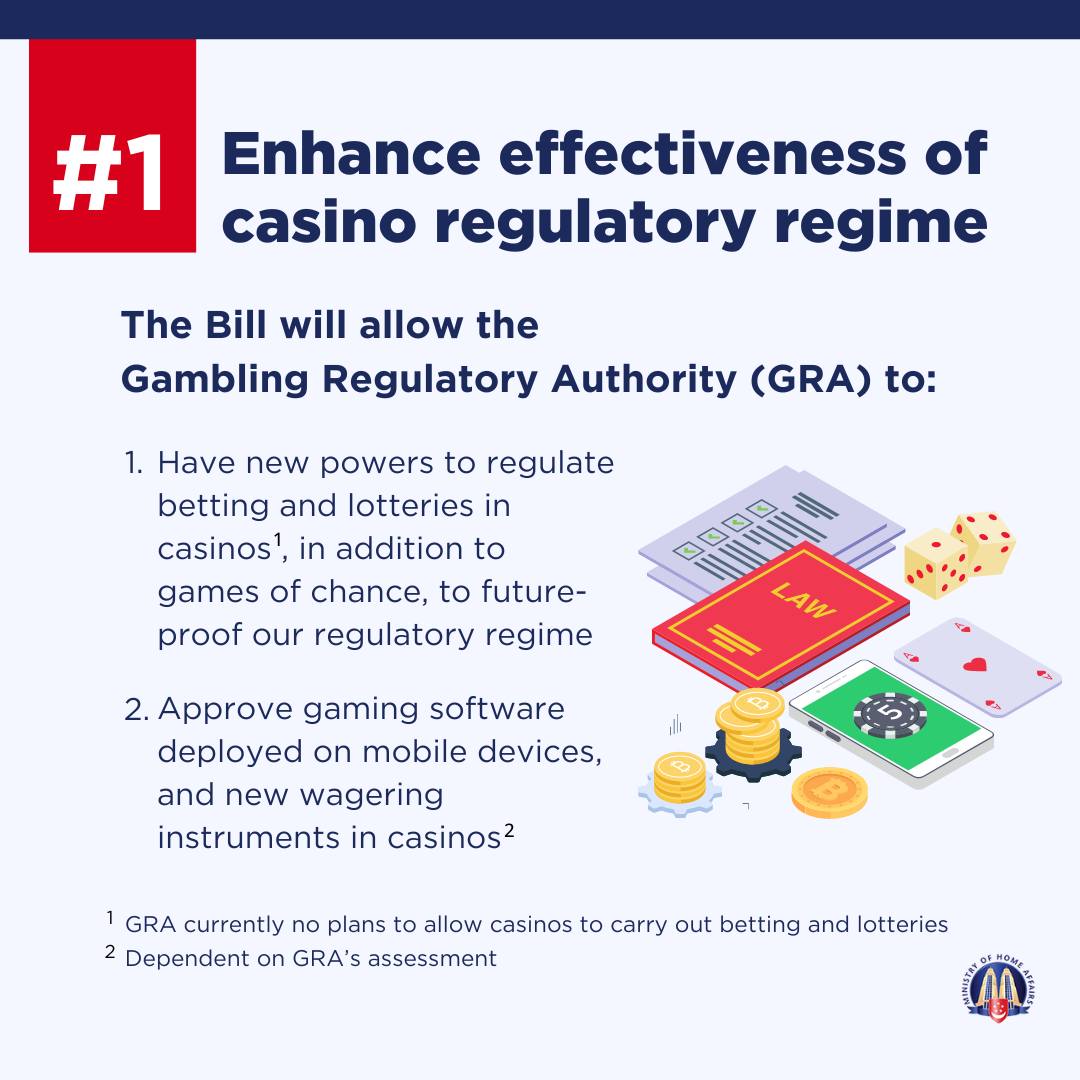 #1
Enhance effectiveness of
casino regulatory regime
The Bill will allow the
Gambling Regulatory Authority (GRA) to:
1. Have new powers to regulate
betting and lotteries in
casinos¹, in addition to
games of chance, to future-
proof our regulatory regime
2. Approve gaming software
deployed on mobile devices,
and new wagering
instruments in casinos²
LAW
A
A
A
A
5
B
B
B
¹ GRA currently no plans to allow casinos to carry out betting and lotteries
² Dependent on GRA’s assessment
MINISTRY OF HOME AFFAIRS